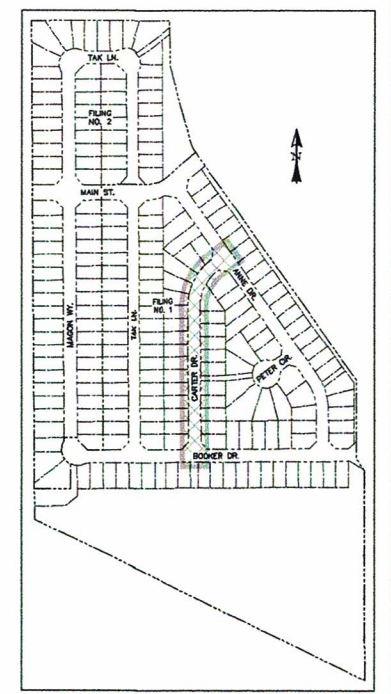 TAK LN.
FILING
NO. 2
N
MAIN ST.
ANNE DR.
FILING
NO. 1
MACON WY.
TAK LN.
CARTER DR.
PETER CIR.
BOOKER DR.